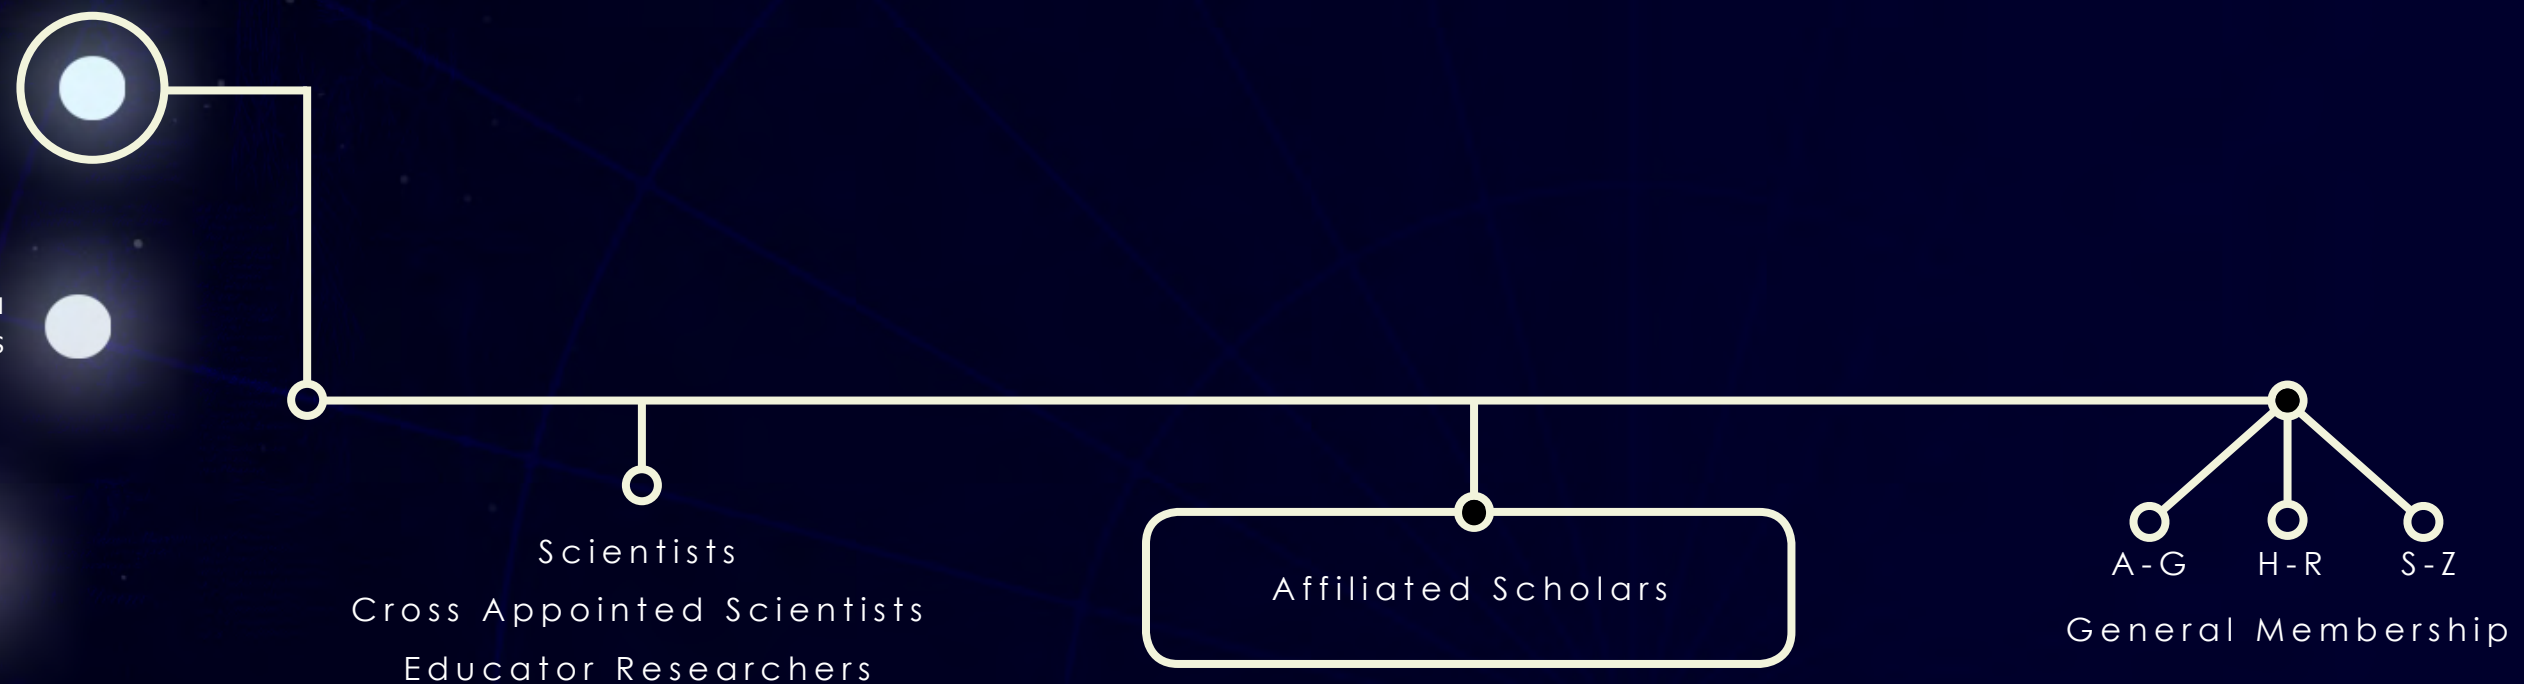 Scientists
Cross Appointed Scientists
Educator Researchers
Affiliated Scholars
A-G
H-R
S-Z
General Membership